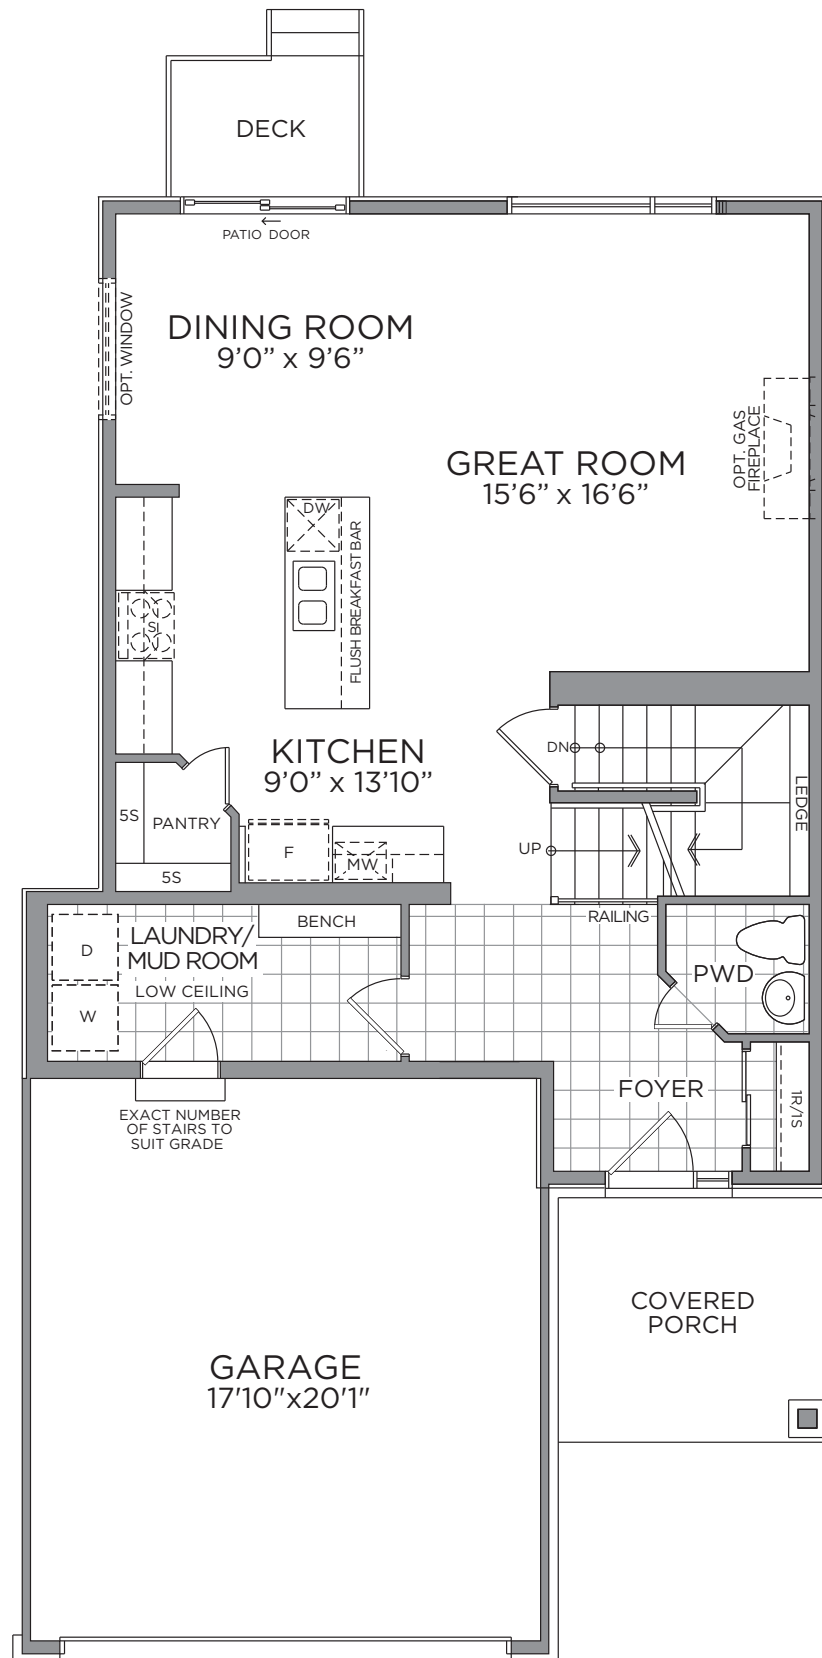 DECK
PATIO DOOR
OPT. WINDOW
DINING ROOM
9’0” x 9’6”
GREAT ROOM
15’6” x 16’6”
OPT. GAS
FIREPLACE
DW
FLUSH BREAKFAST BAR
S
KITCHEN
9’0” x 13’10”
DN
LEDGE
5S
PANTRY
5S
F
MW
UP
RAILING
BENCH
D
LAUNDRY/
MUD ROOM
LOW CEILING
W
PWD
FOYER
1R/1S
EXACT NUMBER
OF STAIRS TO
SUIT GRADE
COVERED
PORCH
GARAGE
17'10"x20'1"